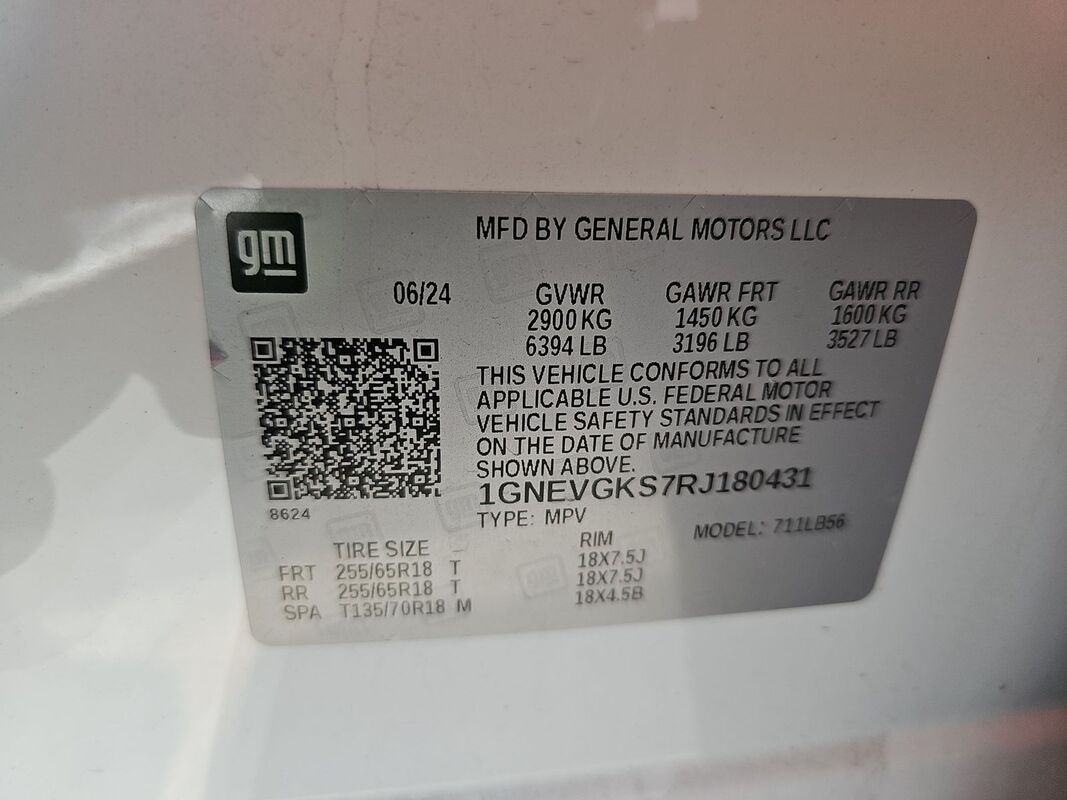 gm
MFD BY GENERAL MOTORS LLC
06/24 GVWR GAWR FRT GAWR RR
2900 KG 1450 KG 1600 KG
6394 LB 3196 LB 3527 LB
THIS VEHICLE CONFORMS TO ALL
APPLICABLE U.S. FEDERAL MOTOR
VEHICLE SAFETY STANDARDS IN EFFECT
ON THE DATE OF MANUFACTURE
SHOWN ABOVE.
1GNEVGKS7RJ180431
8624
TYPE: MPV MODEL: 711LB56
TIRE SIZE RIM
FRT 255/65R18 T 18X7.5J
RR 255/65R18 T 18X7.5J
SPA T135/70R18 M 18X4.5B